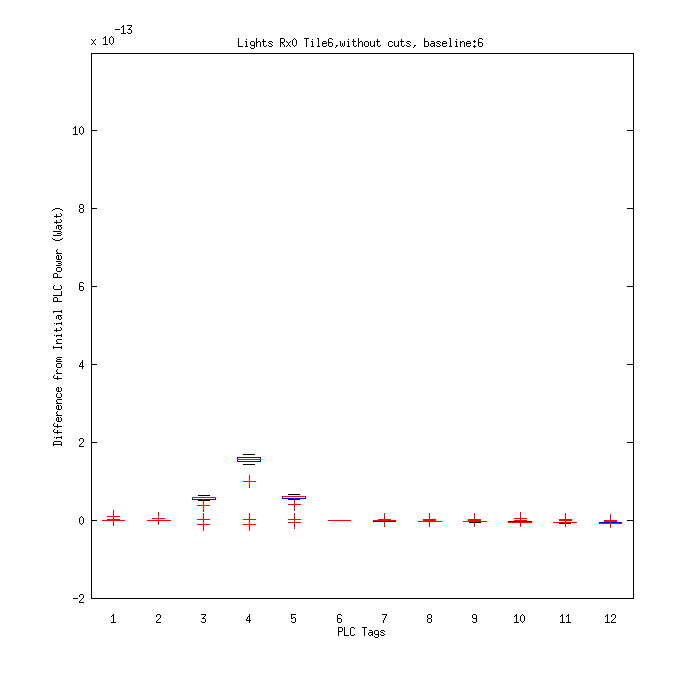 x 10 -13
Lights Rx0 Tile6,without cuts, baseline:6
10
8
6
4
2
0
-2
Difference from Initial PLC Power (Watt)
1 2 3 4 5 6 7 8 9 10 11 12
PLC Tags